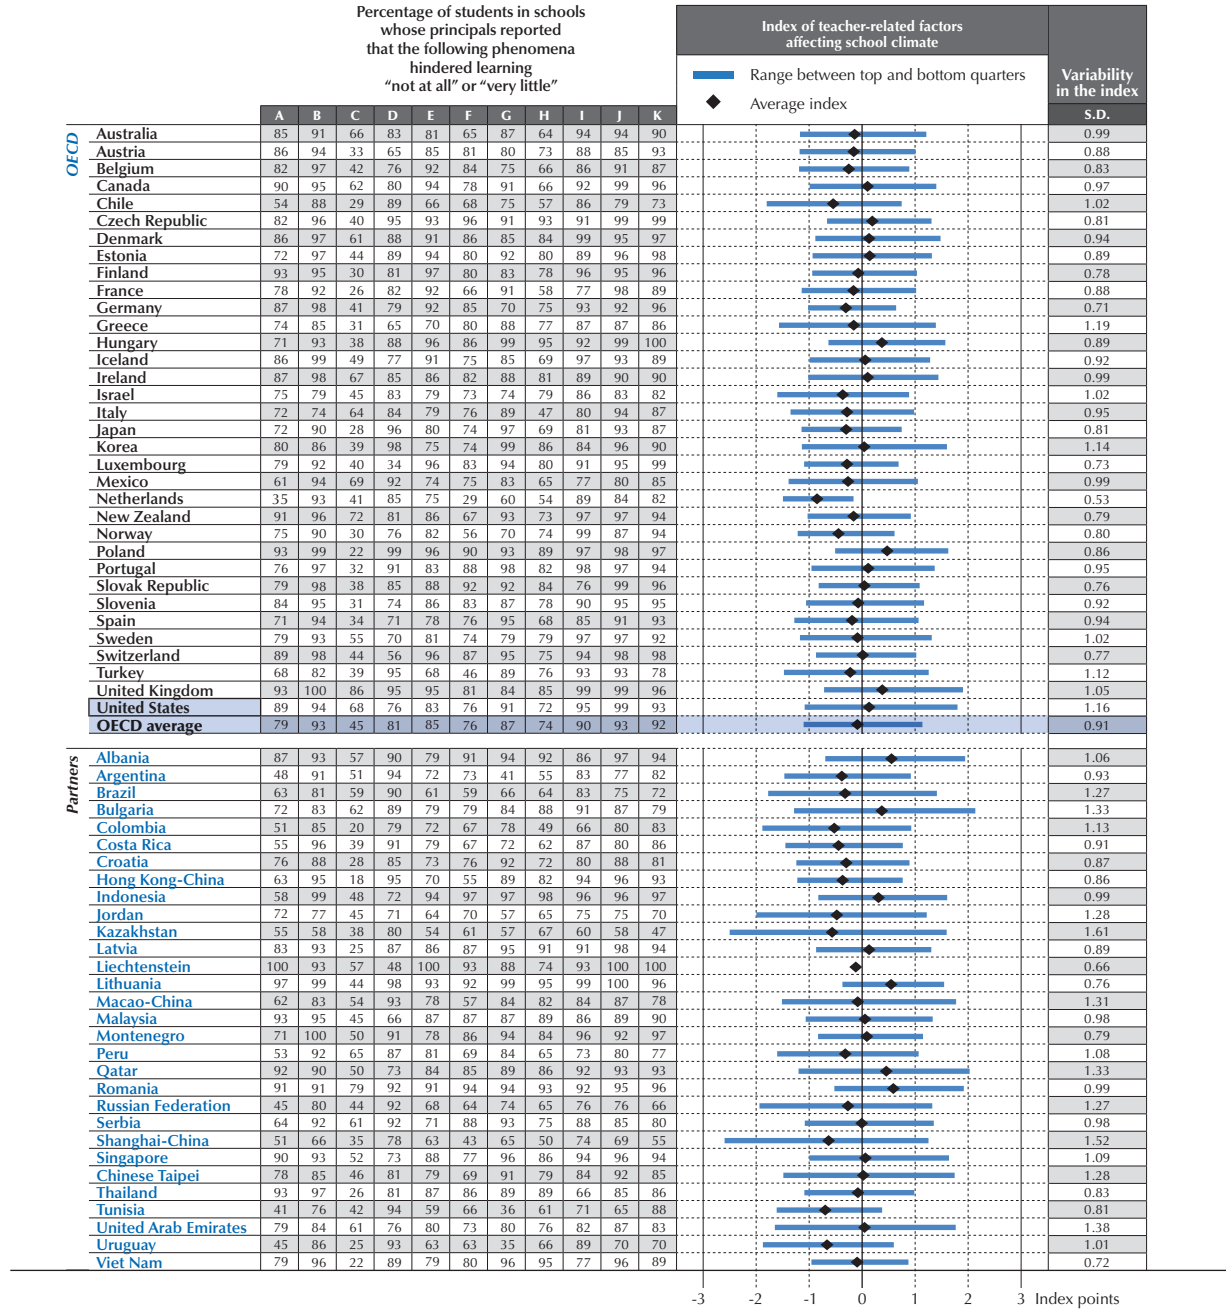 Percentage of students in schools
whose principals reported
that the following phenomena
hindered learning
“not at all” or “very little”
Index of teacher-related factors
affecting school climate
Range between top and bottom quarters
Average index
Variability
in the index
A B C D E F G H I J K S.D.
OECD
Australia 85 91 66 83 81 65 87 64 94 94 90 0.99
Austria 86 94 33 65 85 81 80 73 88 85 93 0.88
Belgium 82 97 42 76 92 84 75 66 86 91 87 0.83
Canada 90 95 62 80 94 78 91 66 92 99 96 0.97
Chile 54 88 29 89 66 68 75 57 86 79 73 1.02
Czech Republic 82 96 40 95 93 96 91 93 91 99 99 0.81
Denmark 86 97 61 88 91 86 85 84 99 95 97 0.94
Estonia 72 97 44 89 94 80 92 80 89 96 98 0.89
Finland 93 95 30 81 97 80 83 78 96 95 96 0.78
France 78 92 26 82 92 66 91 58 77 98 89 0.88
Germany 87 98 41 79 92 85 70 75 93 92 96 0.71
Greece 74 85 31 65 70 80 88 77 87 87 86 1.19
Hungary 71 93 38 88 96 86 99 95 92 99 100 0.89
Iceland 86 99 49 77 91 75 85 69 97 93 89 0.92
Ireland 87 98 67 85 86 82 88 81 89 90 90 0.99
Israel 75 79 45 83 79 73 74 79 86 83 82 1.02
Italy 72 74 64 84 79 76 89 47 80 94 87 0.95
Japan 72 90 28 96 80 74 97 69 81 93 87 0.81
Korea 80 86 39 98 75 74 99 86 84 96 90 1.14
Luxembourg 79 92 40 34 96 83 94 80 91 95 99 0.73
Mexico 61 94 69 92 74 75 83 65 77 80 85 0.99
Netherlands 35 93 41 85 75 29 60 54 89 84 82 0.53
New Zealand 91 96 72 81 86 67 93 73 97 97 94 0.79
Norway 75 90 30 76 82 56 70 74 99 87 94 0.80
Poland 93 99 22 99 96 90 93 89 97 98 97 0.86
Portugal 76 97 32 91 83 88 98 82 98 97 94 0.95
Slovak Republic 79 98 38 85 88 92 92 84 76 99 96 0.76
Slovenia 84 95 31 74 86 83 87 78 90 95 95 0.92
Spain 71 94 34 71 78 76 95 68 85 91 93 0.94
Sweden 79 93 55 70 81 74 79 79 97 97 92 1.02
Switzerland 89 98 44 56 96 87 95 75 94 98 98 0.77
Turkey 68 82 39 95 68 46 89 76 93 93 78 1.12
United Kingdom 93 100 86 95 95 81 84 85 99 99 96 1.05
United States 89 94 68 76 83 76 91 72 95 99 93 1.16
OECD average 79 93 45 81 85 76 87 74 90 93 92 0.91
Partners
Albania 87 93 57 90 79 91 94 92 86 97 94 1.06
Argentina 48 91 51 94 72 73 41 55 83 77 82 0.93
Brazil 63 81 59 90 61 59 66 64 83 75 72 1.27
Bulgaria 72 83 62 89 79 79 84 88 91 87 79 1.33
Colombia 51 85 20 79 72 67 78 49 66 80 83 1.13
Costa Rica 55 96 39 91 79 67 72 62 87 80 86 0.91
Croatia 76 88 28 85 73 76 92 72 80 88 81 0.87
Hong Kong-China 63 95 18 95 70 55 89 82 94 96 93 0.86
Indonesia 58 99 48 72 94 97 97 98 96 96 97 0.99
Jordan 72 77 45 71 64 70 57 65 75 75 70 1.28
Kazakhstan 55 58 38 80 54 61 57 67 60 58 47 1.61
Latvia 83 93 25 87 86 87 95 91 91 98 94 0.89
Liechtenstein 100 93 57 48 100 93 88 74 93 100 100 0.66
Lithuania 97 99 44 98 93 92 99 95 99 100 96 0.76
Macao-China 62 83 54 93 78 57 84 82 84 87 78 1.31
Malaysia 93 95 45 66 87 87 87 89 86 89 90 0.98
Montenegro 71 100 50 91 78 86 94 84 96 92 97 0.79
Peru 53 92 65 87 81 69 84 65 73 80 77 1.08
Qatar 92 90 50 73 84 85 89 86 92 93 93 1.33
Romania 91 91 79 92 91 94 94 93 92 95 96 0.99
Russian Federation 45 80 44 92 68 64 74 65 76 76 66 1.27
Serbia 64 92 61 92 71 88 93 75 88 85 80 0.98
Shanghai-China 51 66 35 78 63 43 65 50 74 69 55 1.52
Singapore 90 93 52 73 88 77 96 86 94 96 94 1.09
Chinese Taipei 78 85 46 81 79 69 91 79 84 92 85 1.28
Thailand 93 97 26 81 87 86 89 89 66 85 86 0.83
Tunisia 41 76 42 94 59 66 36 61 71 65 88 0.81
United Arab Emirates 79 84 61 76 80 73 80 76 82 87 83 1.38
Uruguay 45 86 25 93 63 63 35 66 89 70 70 1.01
Viet Nam 79 96 22 89 79 80 96 95 77 96 89 0.72
-3 -2 -1 0 1 2 3 Index points